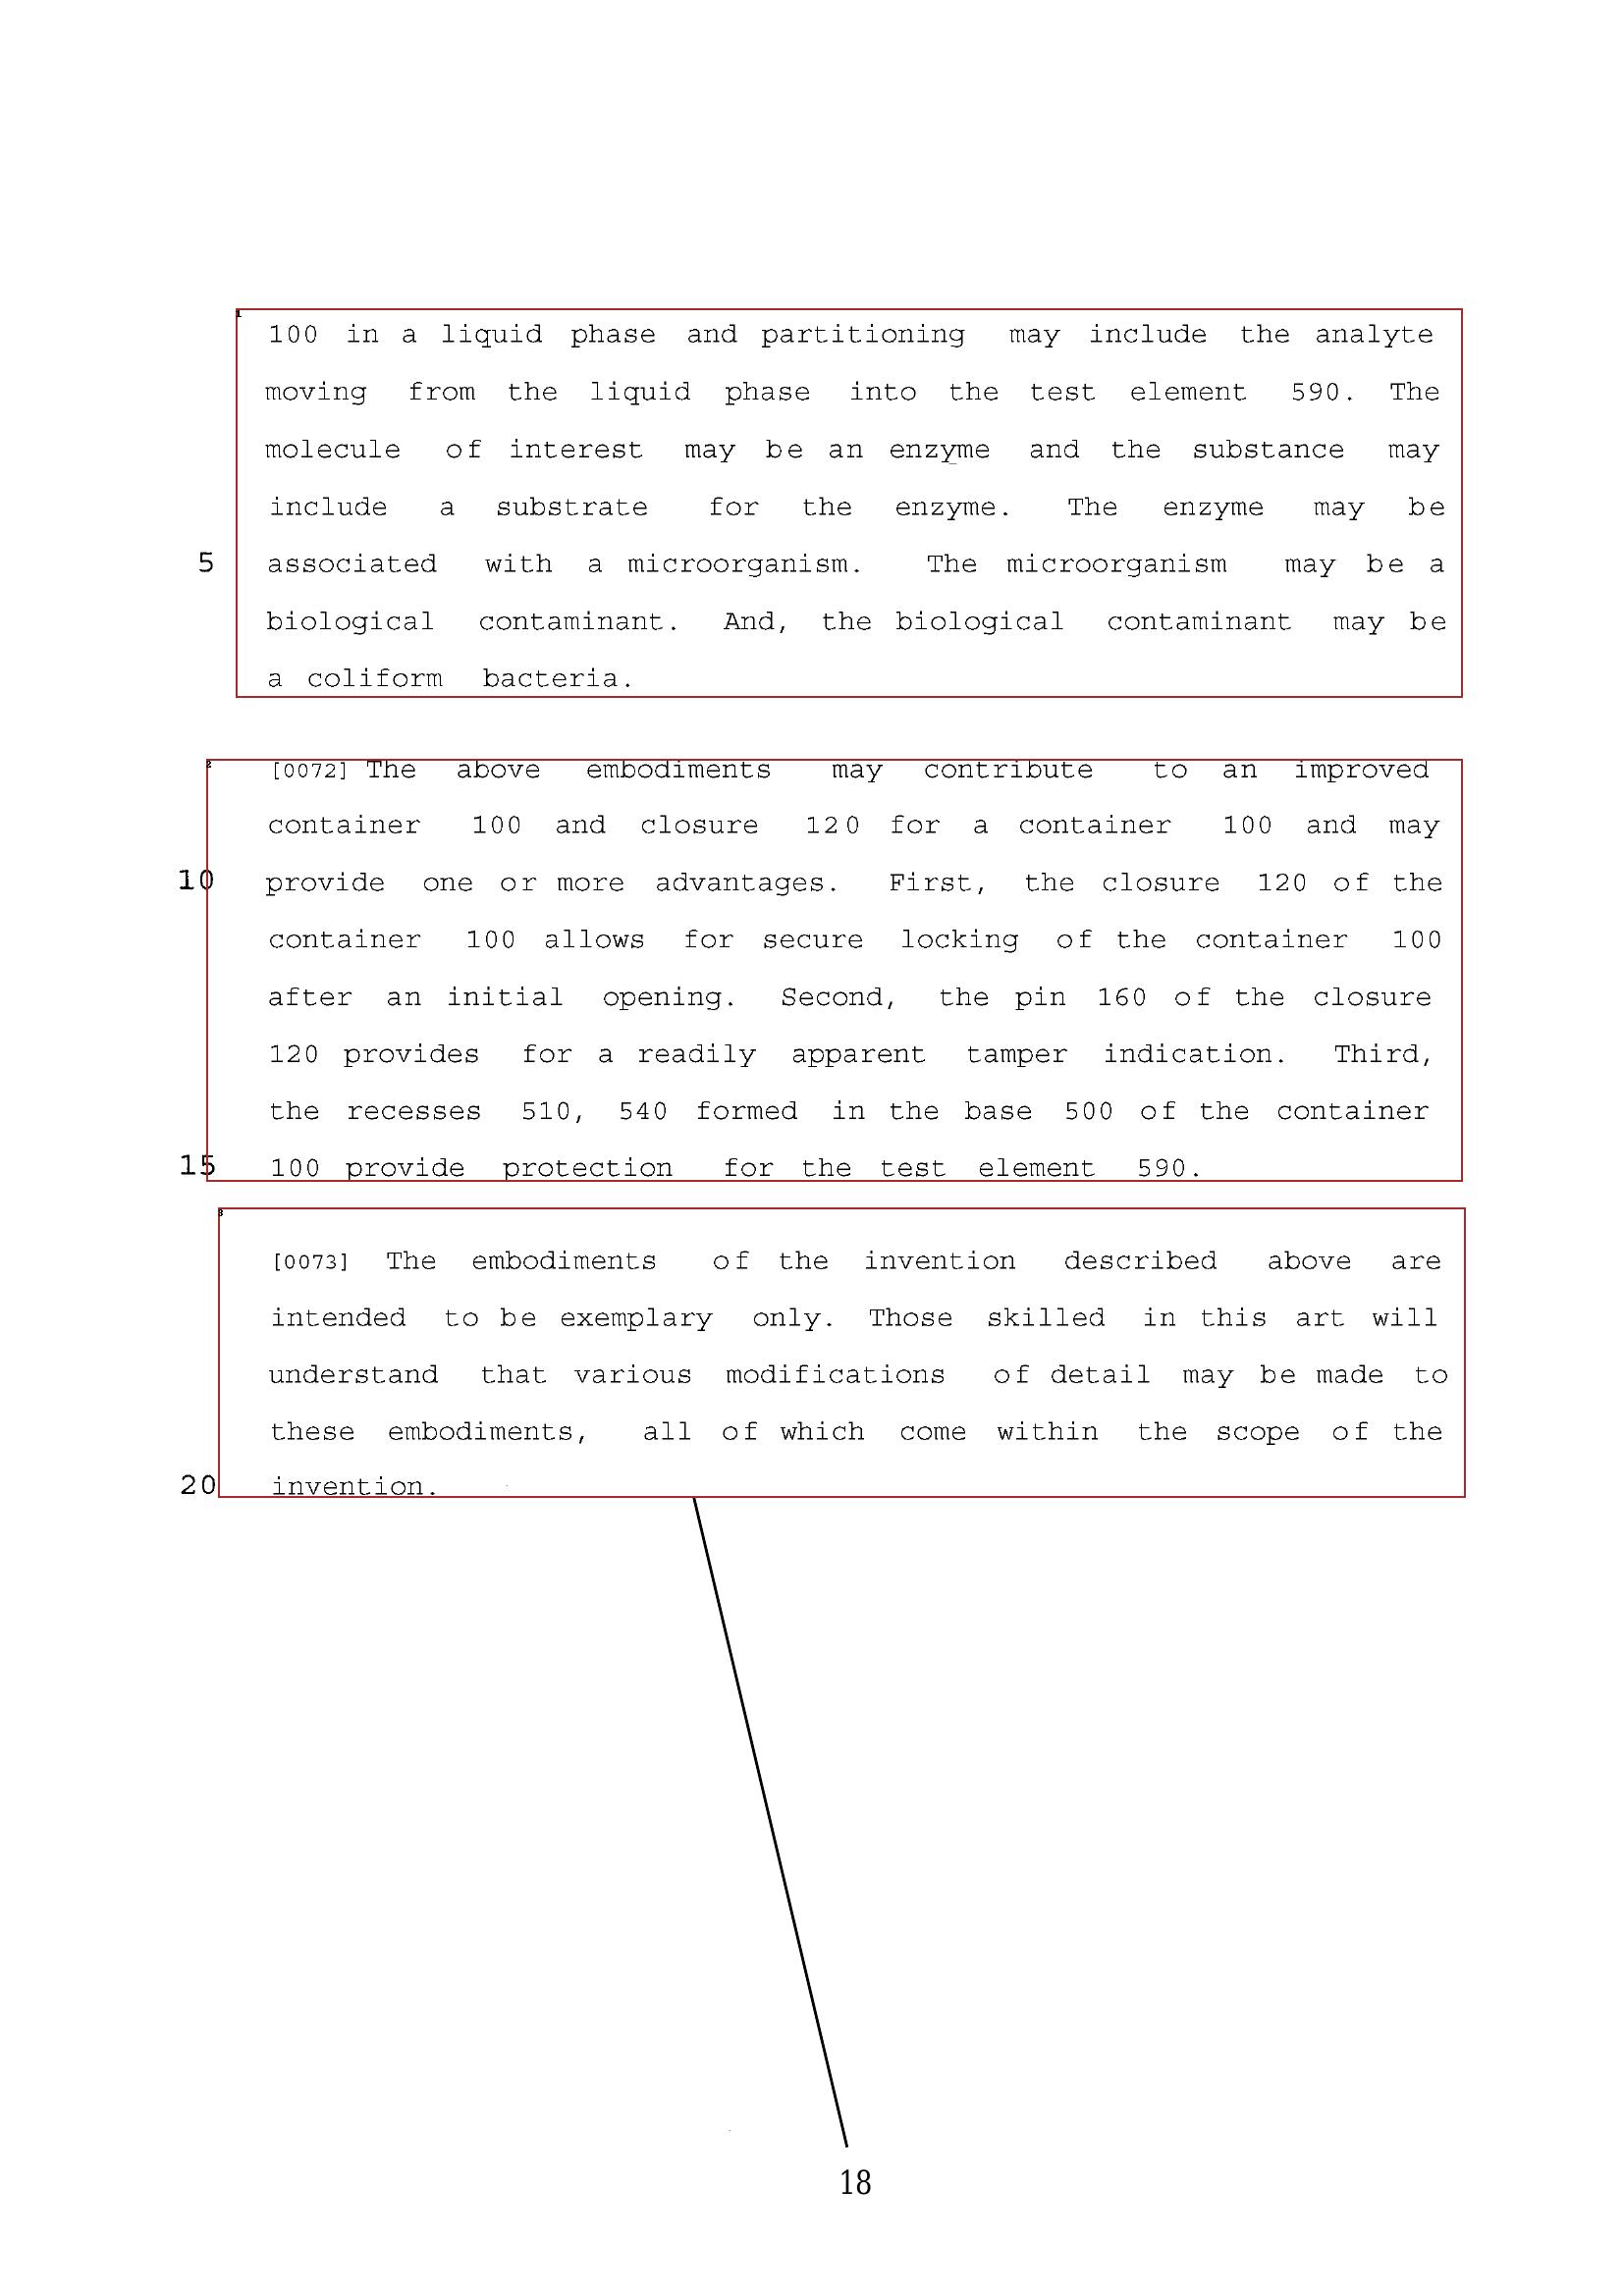 100 in a liquid phase and partitioning may include the analyte
moving from the liquid phase into the test element 590. The
molecule of interest may be an enzyme and the substance may
include a substrate for the enzyme. The enzyme may be
5 associated with a microorganism. The microorganism may be a
biological contaminant. And, the biological contaminant may be
a coliform bacteria.
[0072] The above embodiments may contribute to an improved
container 100 and closure 120 for a container 100 and may
10 provide one or more advantages. First, the closure 120 of the
container 100 allows for secure locking of the container 100
after an initial opening. Second, the pin 160 of the closure
120 provides for a readily apparent tamper indication. Third,
the recesses 510, 540 formed in the base 500 of the container
15 100 provide protection for the test element 590.
[0073] The embodiments of the invention described above are
intended to be exemplary only. Those skilled in this art will
understand that various modifications of detail may be made to
these embodiments, all of which come within the scope of the
20 invention.
18